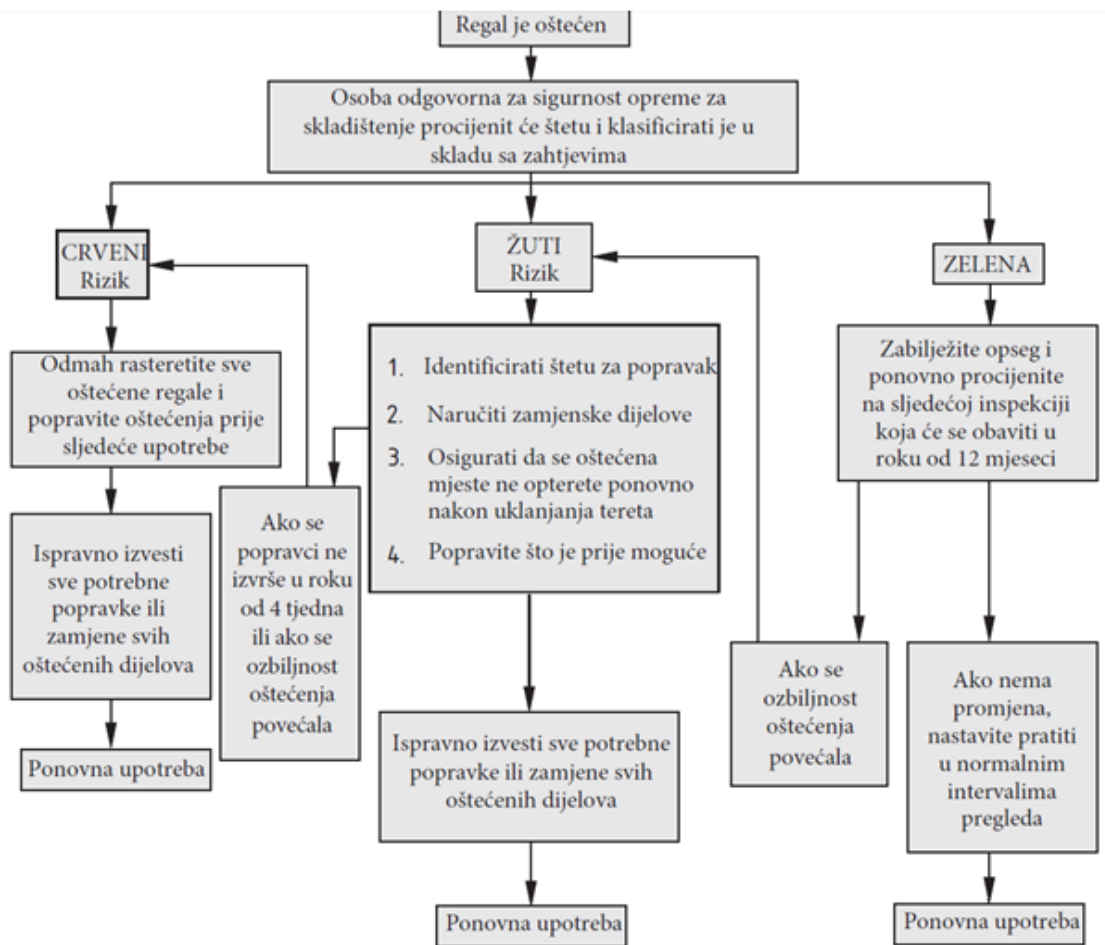 Regal je oštećen
Osoba odgovorna za sigurnost opreme za
skladištenje procijenit će štetu i klasificirati je u
skladu sa zahtjevima
CRVENI
Rizik
Odmah rasteretite sve
oštećene regale i
popravite oštećenja prije
sljedeće upotrebe
Ispravno izvesti
sve potrebne
popravke ili
zamjene svih
oštećenih dijelova
Ponovna upotreba
Ako se
popravci ne
izvrše u roku
od 4 tjedna
ili ako se
ozbiljnost
oštećenja
povećala
ŽUTI
Rizik
1. Identificirati štetu za popravak
2. Naručiti zamjenske dijelove
3. Osigurati da se oštećena
mjeste ne opterete ponovno
nakon uklanjanja tereta
4. Popravite što je prije moguće
Ispravno izvesti sve potrebne
popravke ili zamjene svih
oštećenih dijelova
Ponovna upotreba
ZELENA
Zabilježite opseg i
ponovno procijenite
na sljedećoj inspekciji
koja će se obaviti u
roku od 12 mjeseci
Ako se
ozbiljnost
oštećenja
povećala
Ako nema
promjena,
nastavite pratiti
u normalnim
intervalima
pregleda
Ponovna upotreba